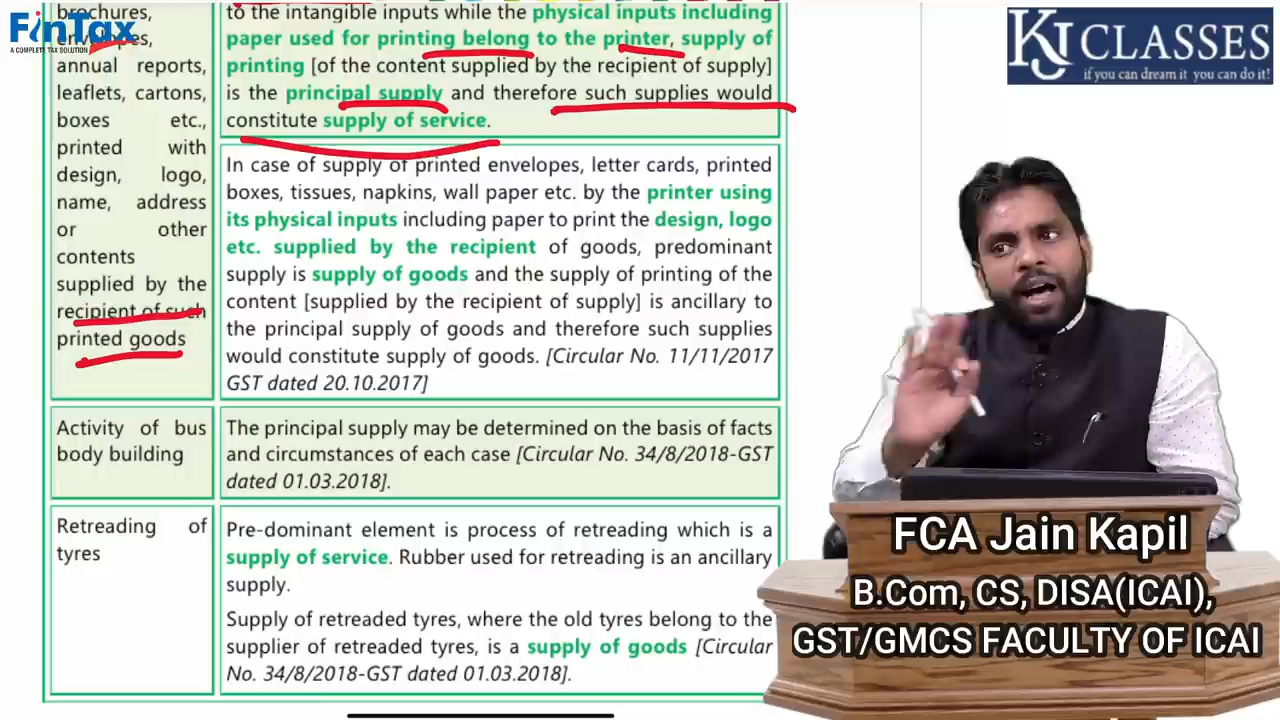 FinTax
A COMPLETE TAX SOLUTION
brochures,
envelopes,
annual reports,
leaflets, cartons,
boxes etc.,
printed with
design, logo,
name, address
or other
contents
supplied by the
recipient of such
printed goods
to the intangible inputs while the physical inputs including
paper used for printing belong to the printer, supply of
printing [of the content supplied by the recipient of supply]
is the principal supply and therefore such supplies would
constitute supply of service.
In case of supply of printed envelopes, letter cards, printed
boxes, tissues, napkins, wall paper etc. by the printer using
its physical inputs including paper to print the design, logo
etc. supplied by the recipient of goods, predominant
supply is supply of goods and the supply of printing of the
content [supplied by the recipient of supply] is ancillary to
the principal supply of goods and therefore such supplies
would constitute supply of goods. [Circular No. 11/11/2017
GST dated 20.10.2017]
Activity of bus
body building
The principal supply may be determined on the basis of facts
and circumstances of each case [Circular No. 34/8/2018-GST
dated 01.03.2018].
Retreading of
tyres
Pre-dominant element is process of retreading which is a
supply of service. Rubber used for retreading is an ancillary
supply.
Supply of retreaded tyres, where the old tyres belong to the
supplier of retreaded tyres, is a supply of goods [Circular
No. 34/8/2018-GST dated 01.03.2018].
KJ CLASSES
if you can dream it you can do it!
FCA Jain Kapil
B.Com, CS, DISA(ICAI),
GST/GMCS FACULTY OF ICAI